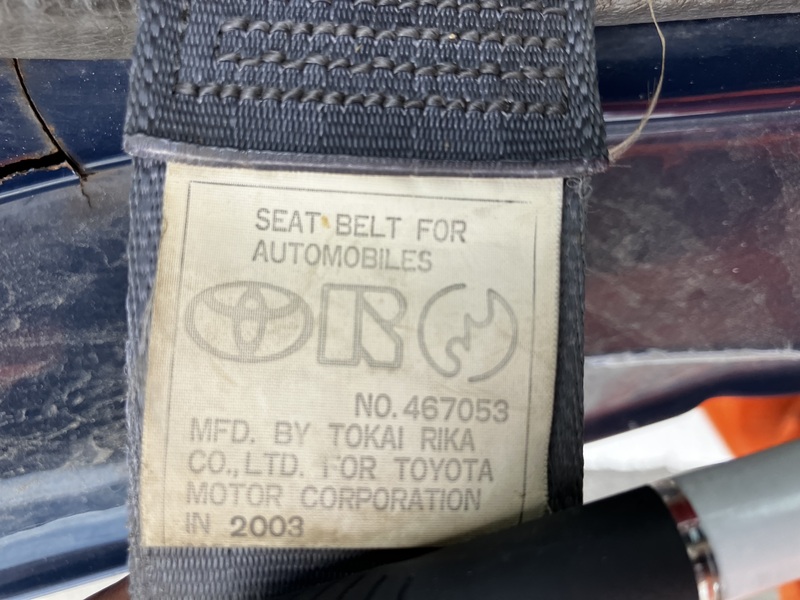 SEAT BELT FOR
AUTOMOBILES
NO. 467053
MFD. BY TOKAI RIKA
CO., LTD. FOR TOYOTA
MOTOR CORPORATION
IN 2003